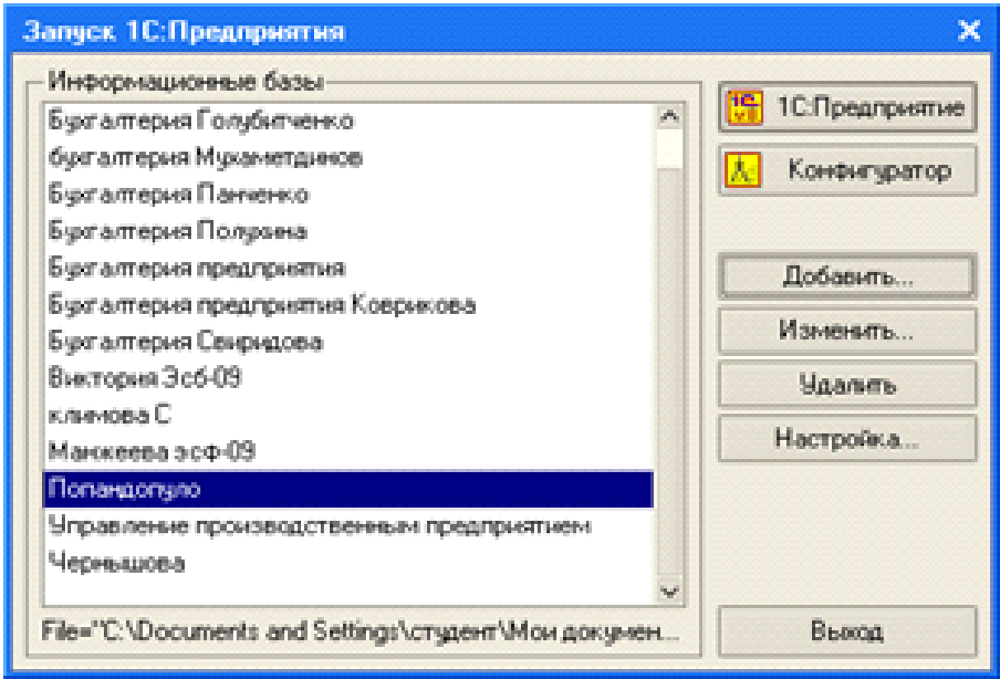 Запуск 1С:Предприятия
Информационные базы
Бухгалтерия Голубитченко
бухгалтерия Мухаметдинов
Бухгалтерия Панченко
Бухгалтерия Полухина
Бухгалтерия предприятия
Бухгалтерия предприятия Коврикова
Бухгалтерия Свиридова
Виктория Эсб-09
климова С
Манжеева эсф-09
Попандопуло
Управление производственным предприятием
Чернышова
File="C:\Documents and Settings\студент\Мои докумен...
1С:Предприятие
Конфигуратор
Добавить...
Изменить...
Удалить
Настройка...
Выход